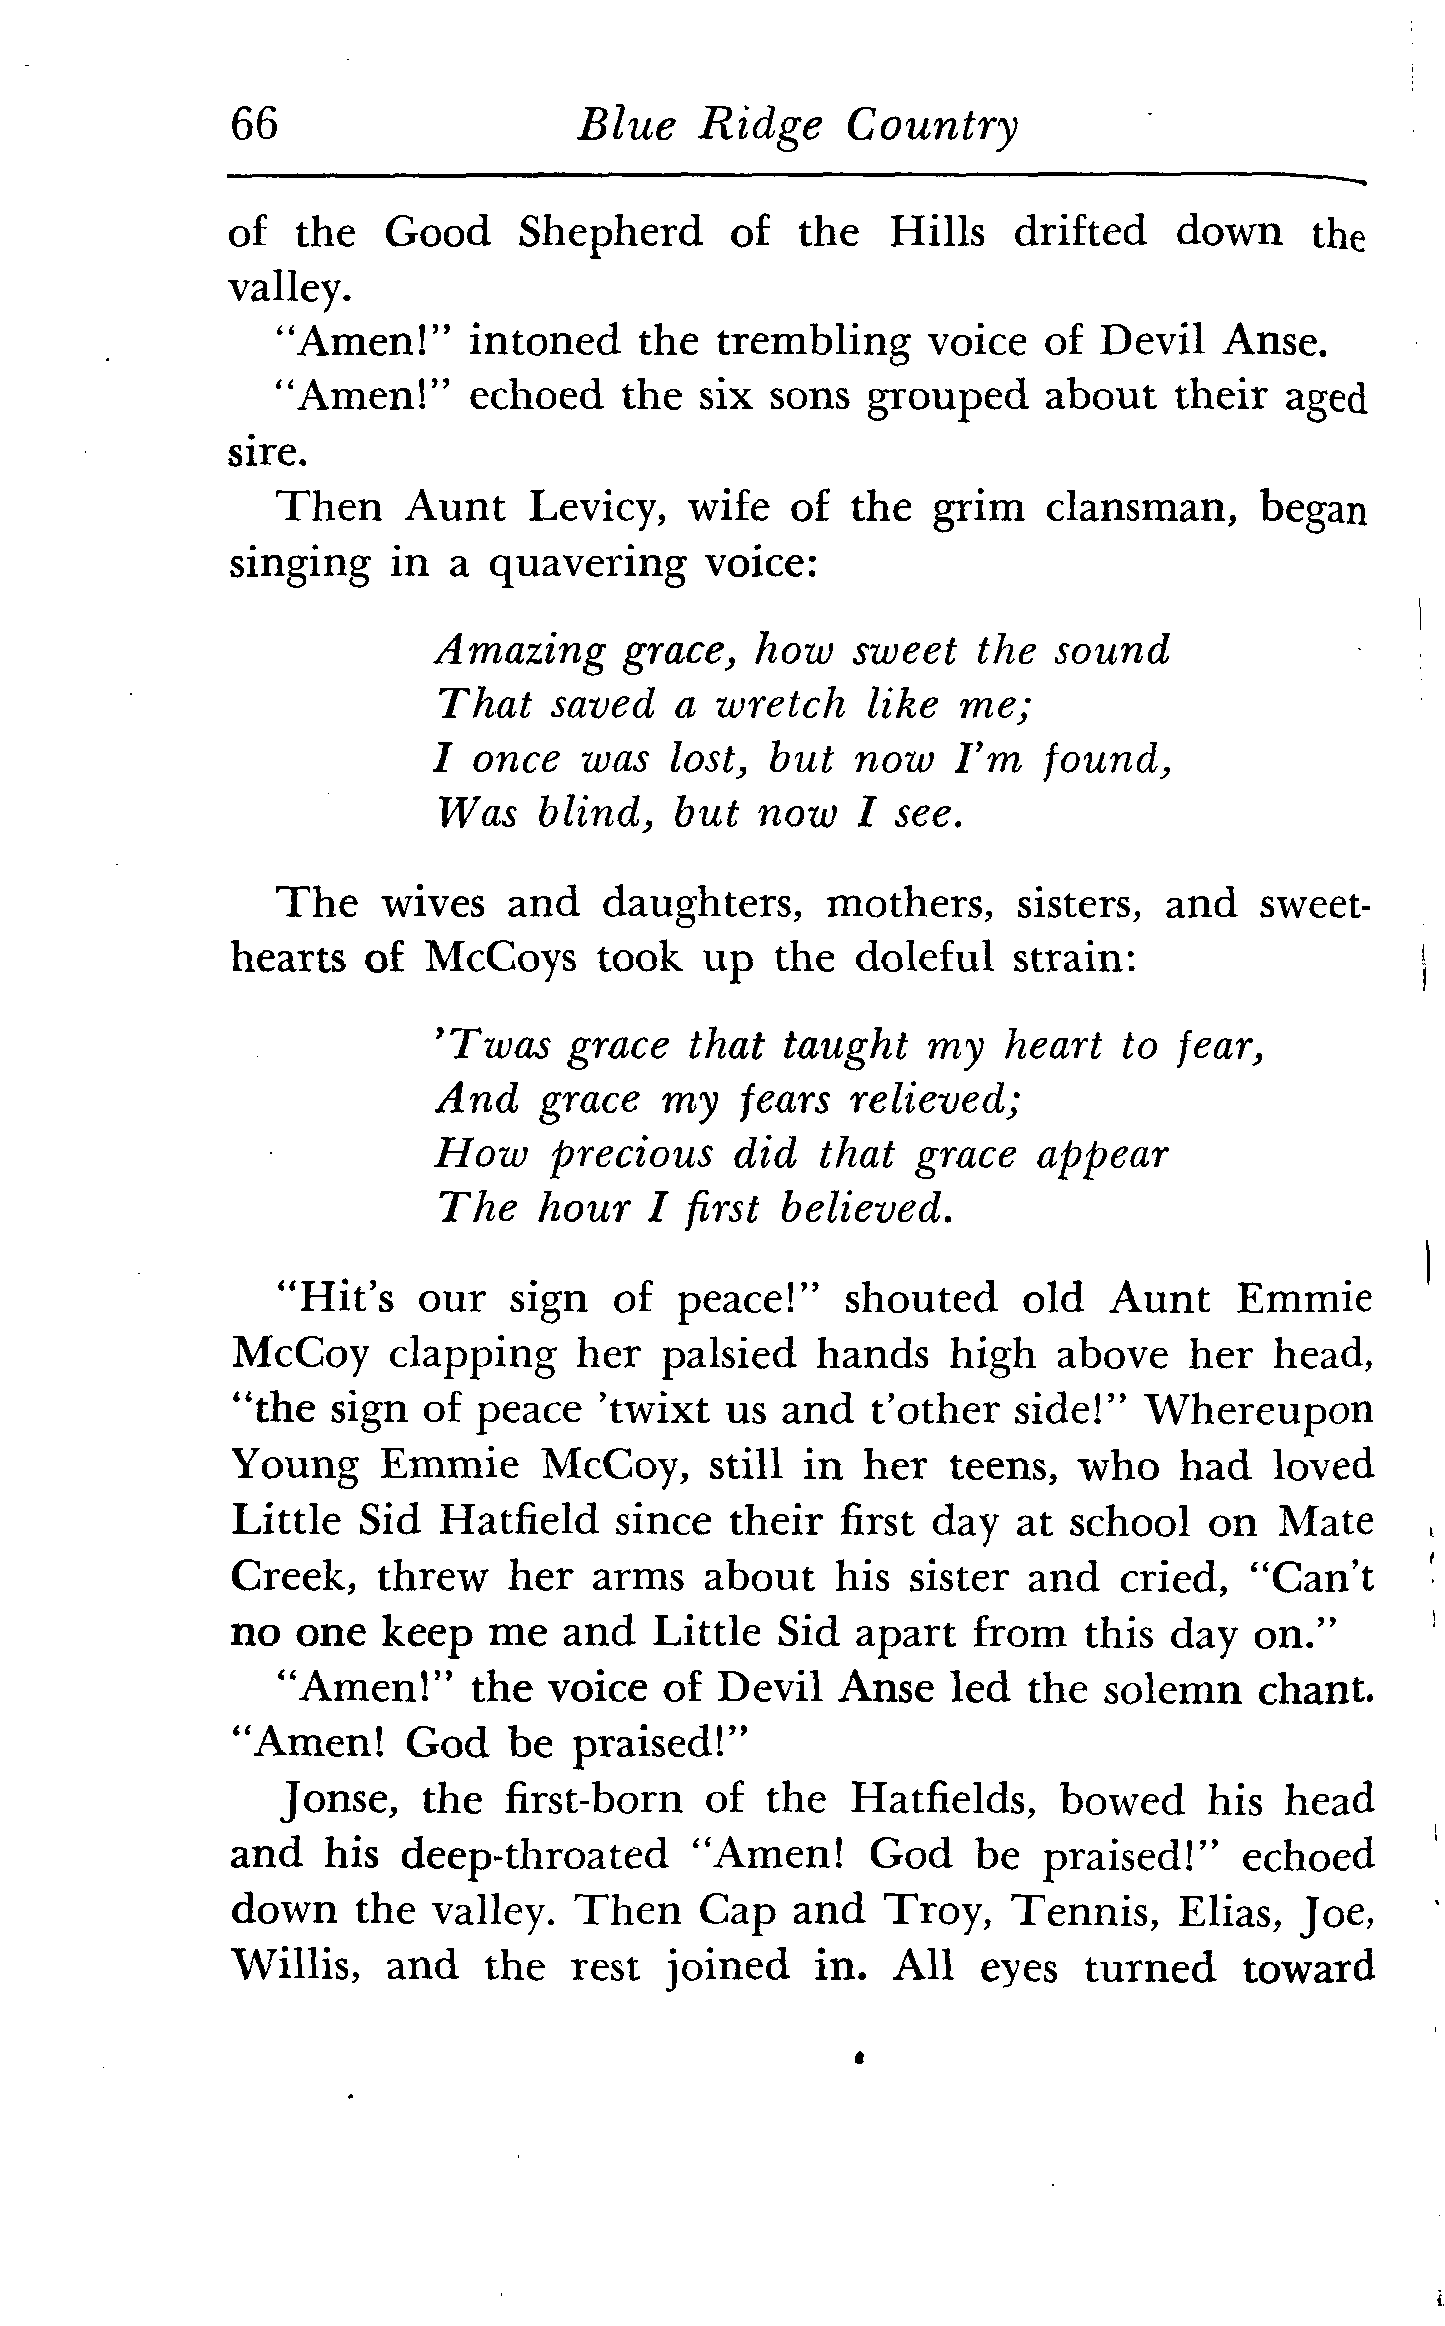 66 Blue Ridge Country
of the Good Shepherd of the Hills drifted down the
valley.
"Amen!" intoned the trembling voice of Devil Anse.
"Amen!" echoed the six sons grouped about their aged
sire.
Then Aunt Levicy, wife of the grim clansman, began
singing in a quavering voice:
Amazing grace, how sweet the sound
That saved a wretch like me;
I once was lost, but now I'm found,
Was blind, but now I see.
The wives and daughters, mothers, sisters, and sweet-
hearts of McCoys took up the doleful strain:
'Twas grace that taught my heart to fear,
And grace my fears relieved;
How precious did that grace appear
The hour I first believed.
"Hit's our sign of peace!" shouted old Aunt Emmie
McCoy clapping her palsied hands high above her head,
"the sign of peace 'twixt us and t'other side!" Whereupon
Young Emmie McCoy, still in her teens, who had loved
Little Sid Hatfield since their first day at school on Mate
Creek, threw her arms about his sister and cried, "Can't
no one keep me and Little Sid apart from this day on."
"Amen!" the voice of Devil Anse led the solemn chant.
"Amen! God be praised!"
Jonse, the first-born of the Hatfields, bowed his head
and his deep-throated "Amen! God be praised!" echoed
down the valley. Then Cap and Troy, Tennis, Elias, Joe,
Willis, and the rest joined in. All eyes turned toward